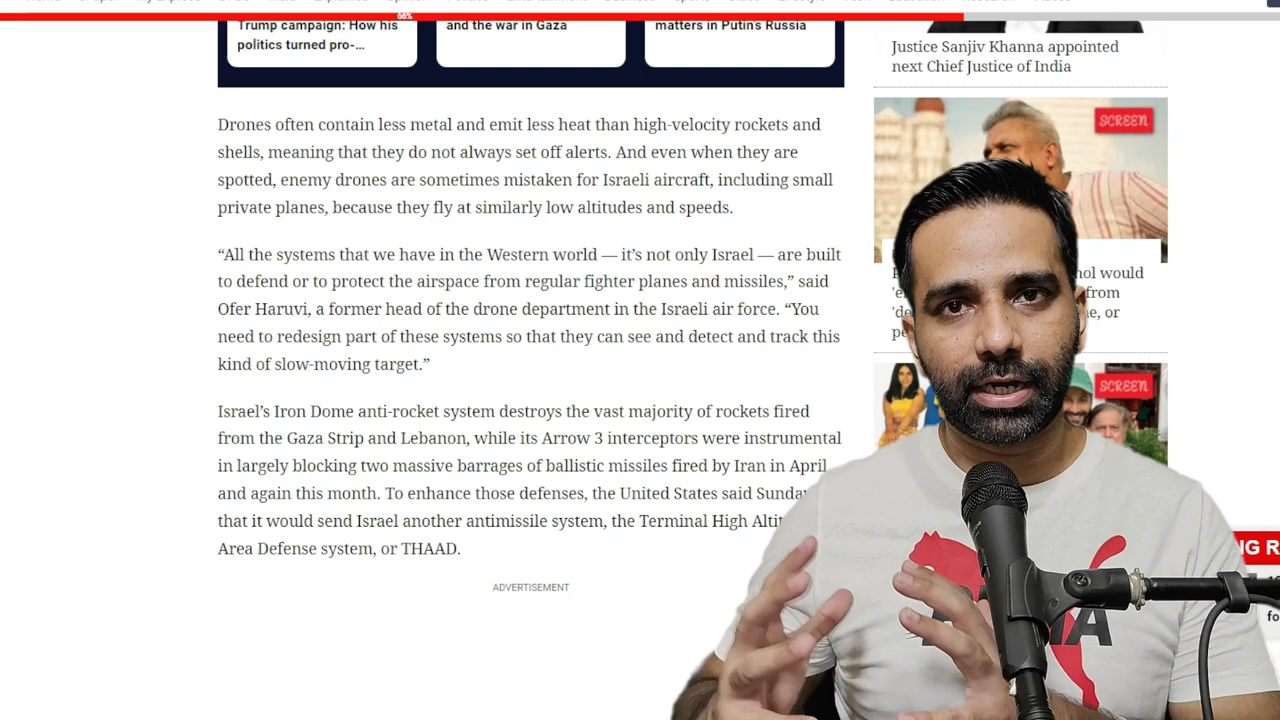 66%
Trump campaign: How his
politics turned pro-...
and the war in Gaza
matters in Putin's Russia
Justice Sanjiv Khanna appointed
next Chief Justice of India
SCREEN
Drones often contain less metal and emit less heat than high-velocity rockets and
shells, meaning that they do not always set off alerts. And even when they are
spotted, enemy drones are sometimes mistaken for Israeli aircraft, including small
private planes, because they fly at similarly low altitudes and speeds.
“All the systems that we have in the Western world — it’s not only Israel — are built
to defend or to protect the airspace from regular fighter planes and missiles,” said
Ofer Haruvi, a former head of the drone department in the Israeli air force. “You
need to redesign part of these systems so that they can see and detect and track this
kind of slow-moving target.”
would
from
or
SCREEN
Israel’s Iron Dome anti-rocket system destroys the vast majority of rockets fired
from the Gaza Strip and Lebanon, while its Arrow 3 interceptors were instrumental
in largely blocking two massive barrages of ballistic missiles fired by Iran in April
and again this month. To enhance those defenses, the United States said
that it would send Israel another antimissile system, the Terminal High
Area Defense system, or THAAD.
ADVERTISEMENT